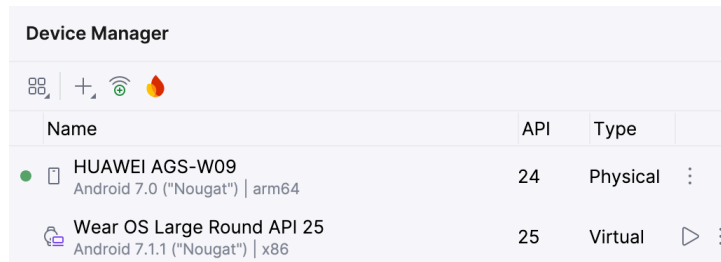 Device Manager
Name API Type
HUAWEI AGS-W09
Android 7.0 ("Nougat") | arm64
24 Physical
Wear OS Large Round API 25
Android 7.1.1 ("Nougat") | x86
25 Virtual